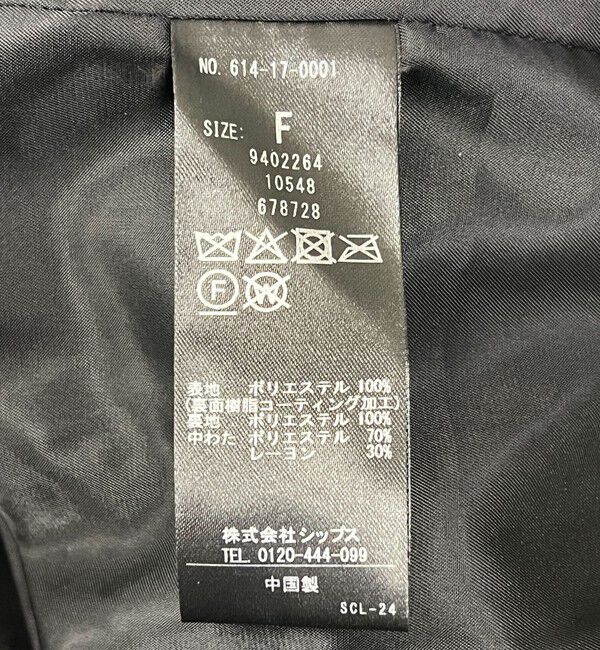 NO. 614-17-0001
SIZE: F
9402264
10548
678728
F W
表地 ポリエステル 100%
(裏面樹脂コーティング加工)
裏地 ポリエステル 100%
中わた ポリエステル 70%
レーヨン 30%
株式会社シップス
TEL. 0120-444-099
中国製
SCL-24